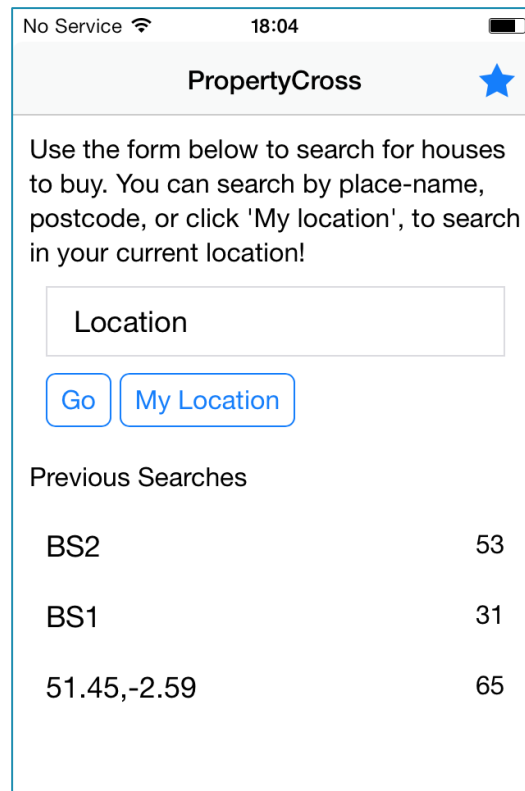 No Service 18:04
PropertyCross
Use the form below to search for houses
to buy. You can search by place-name,
postcode, or click 'My location', to search
in your current location!
Location
Go My Location
Previous Searches
BS2 53
BS1 31
51.45,-2.59 65